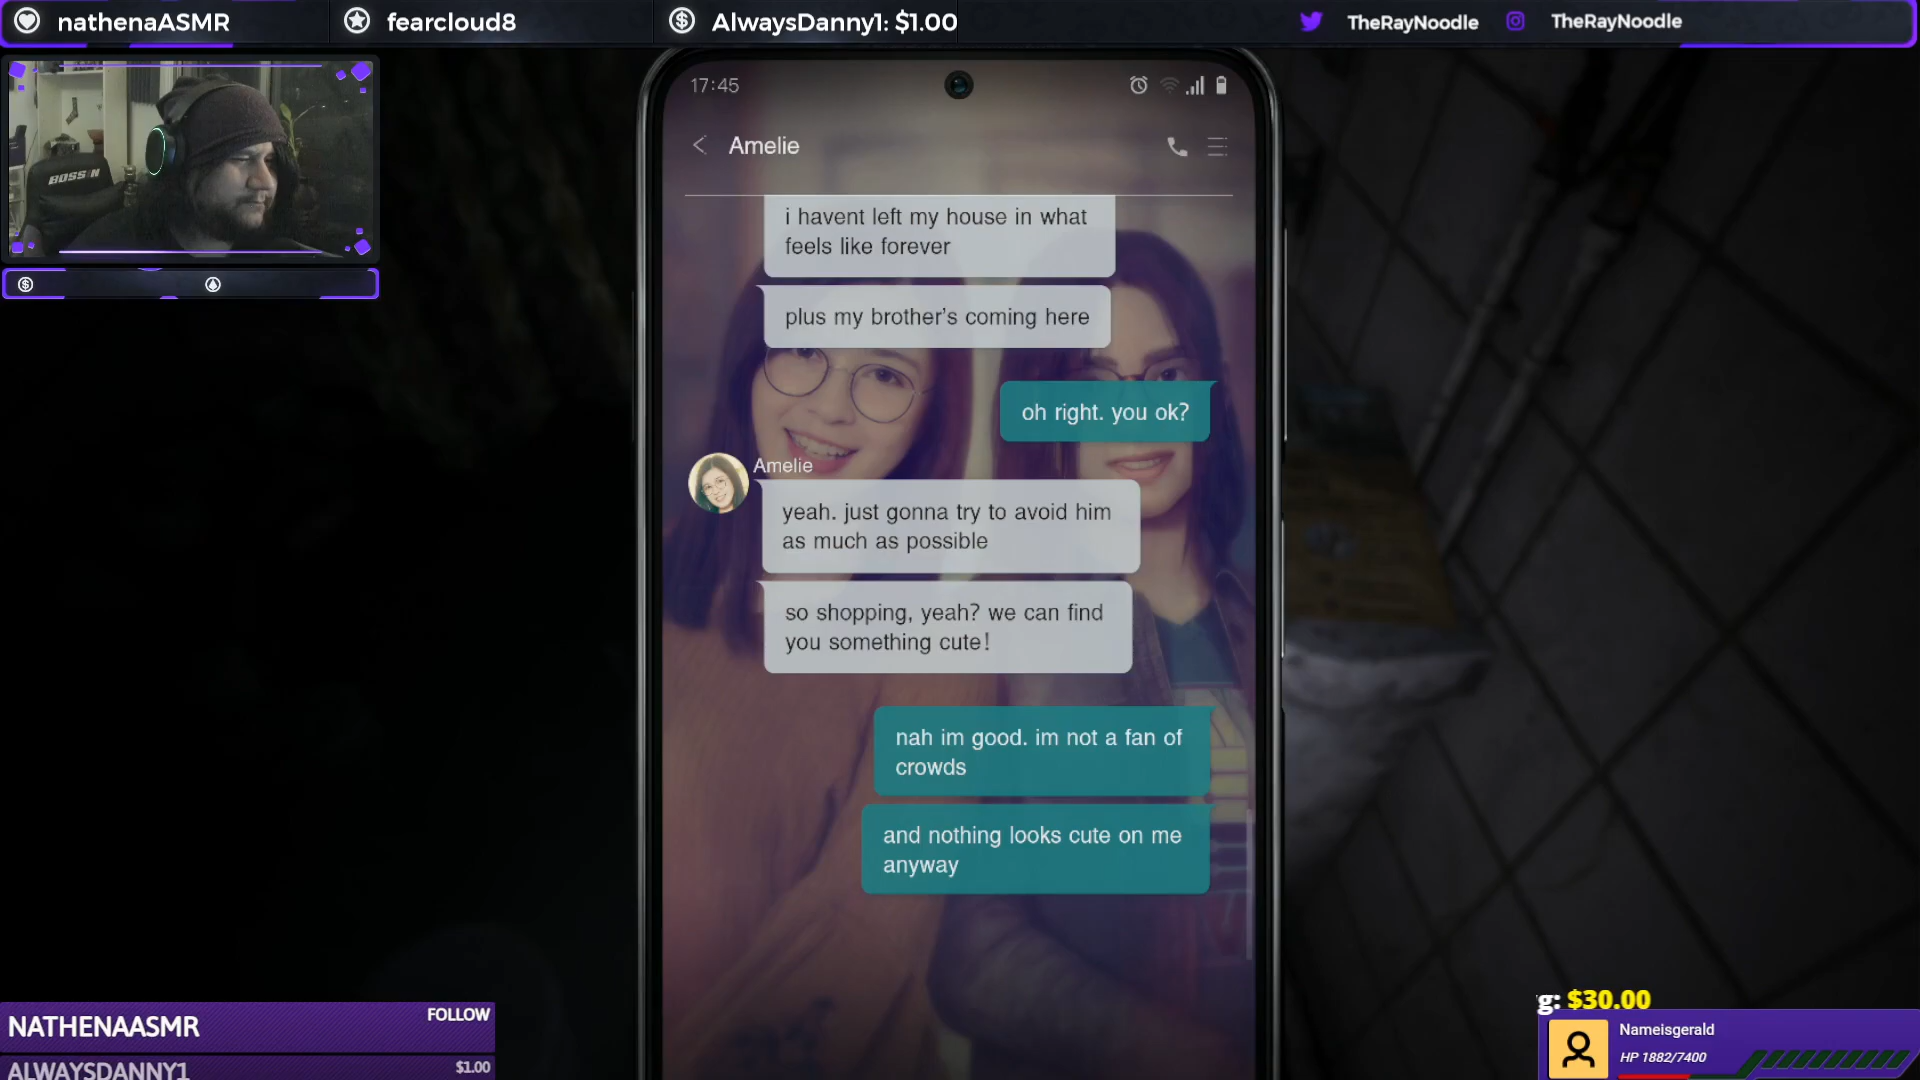 nathenaASMR
fearcloud8
AlwaysDanny1: $1.00
TheRayNoodle
TheRayNoodle
BOSSIN
17:45
Amelie
i havent left my house in what
feels like forever
plus my brother's coming here
oh right. you ok?
Amelie
yeah. just gonna try to avoid him
as much as possible
so shopping, yeah? we can find
you something cute!
nah im good. im not a fan of
crowds
and nothing looks cute on me
anyway
NATHENAASMR
FOLLOW
ALWAYSDANNY1
$1.00
g: $30.00
Nameisgerald
HP 1882/7400